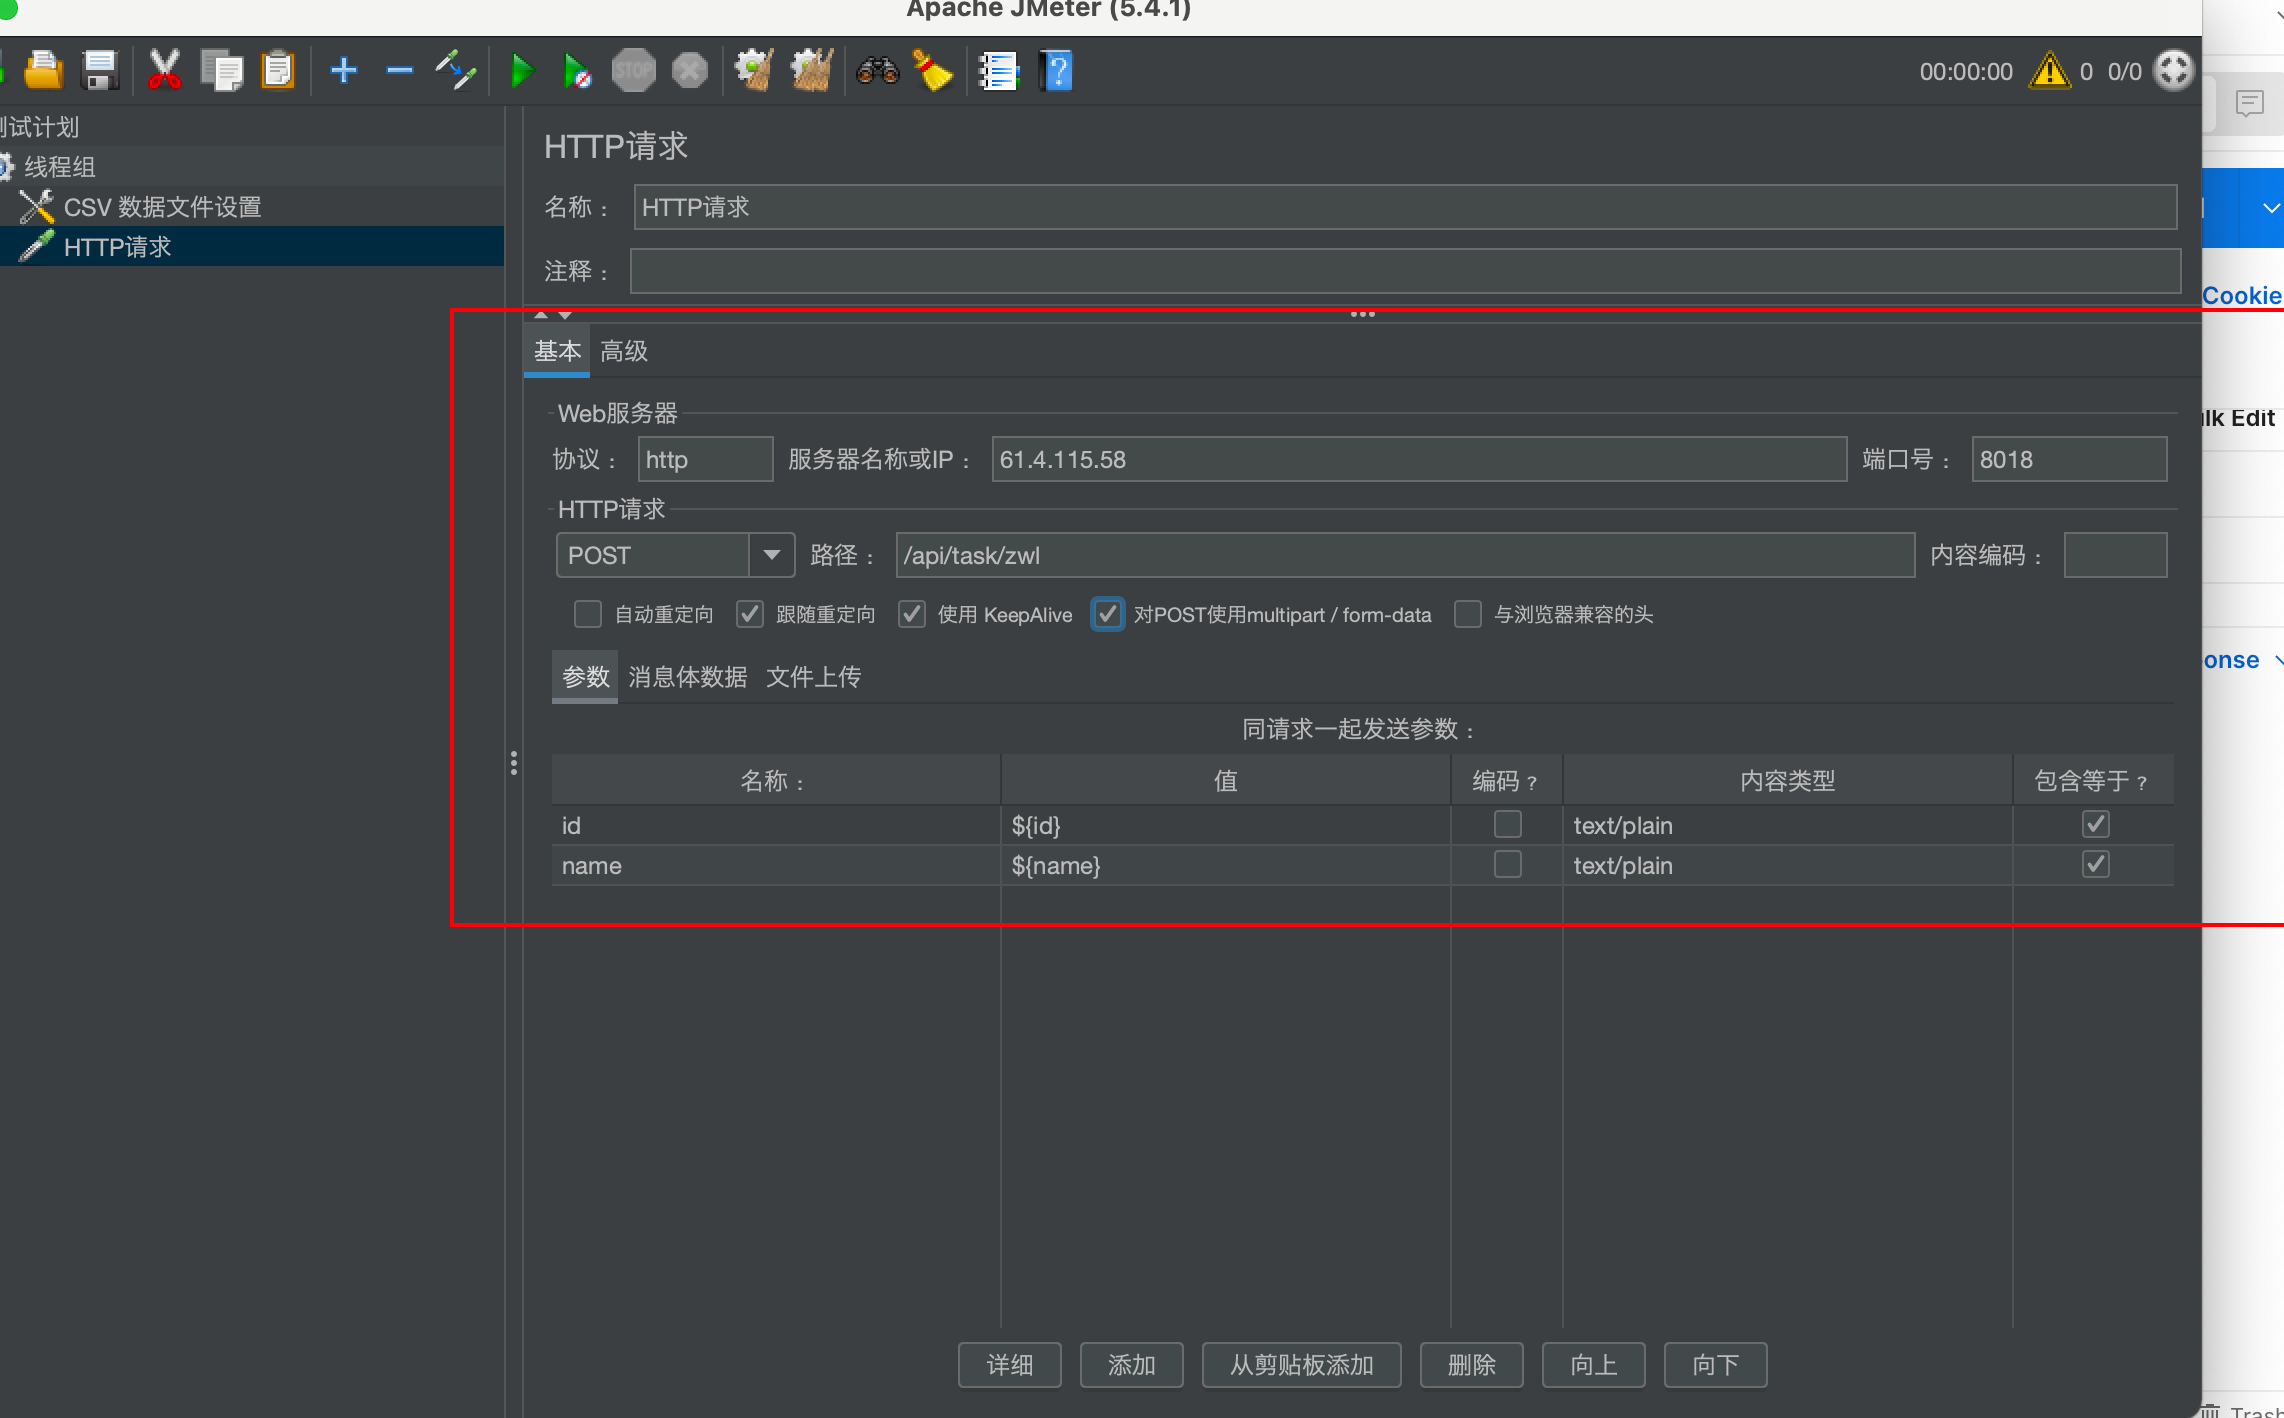 Apache JMeter (5.4.1)
STOP
00:00:00 0 0/0
试计划
线程组
CSV 数据文件设置
HTTP请求
HTTP请求
名称： HTTP请求
注释：
Cookie
基本 高级
Web服务器
lk Edit
协议： http 服务器名称或IP： 61.4.115.58 端口号： 8018
HTTP请求
POST 路径： /api/task/zwl 内容编码：
自动重定向 跟随重定向 使用 KeepAlive 对POST使用multipart / form-data 与浏览器兼容的头
onse
参数 消息体数据 文件上传
同请求一起发送参数：
名称： 值 编码？ 内容类型 包含等于？
id ${id} text/plain
name ${name} text/plain
详细 添加 从剪贴板添加 删除 向上 向下
Trash